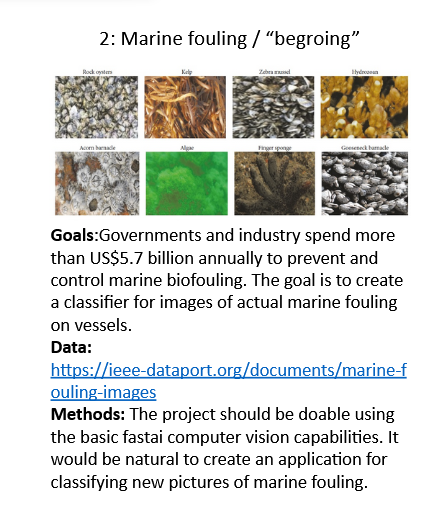 2: Marine fouling / “begroing”
Rock oysters Kelp Zebra mussel Hydrozoan
Acorn barnacle Algae Finger sponge Gooseneck barnacle
Goals:Governments and industry spend more
than US$5.7 billion annually to prevent and
control marine biofouling. The goal is to create
a classifier for images of actual marine fouling
on vessels.
Data:
https://ieee-dataport.org/documents/marine-f
ouling-images
Methods: The project should be doable using
the basic fastai computer vision capabilities. It
would be natural to create an application for
classifying new pictures of marine fouling.